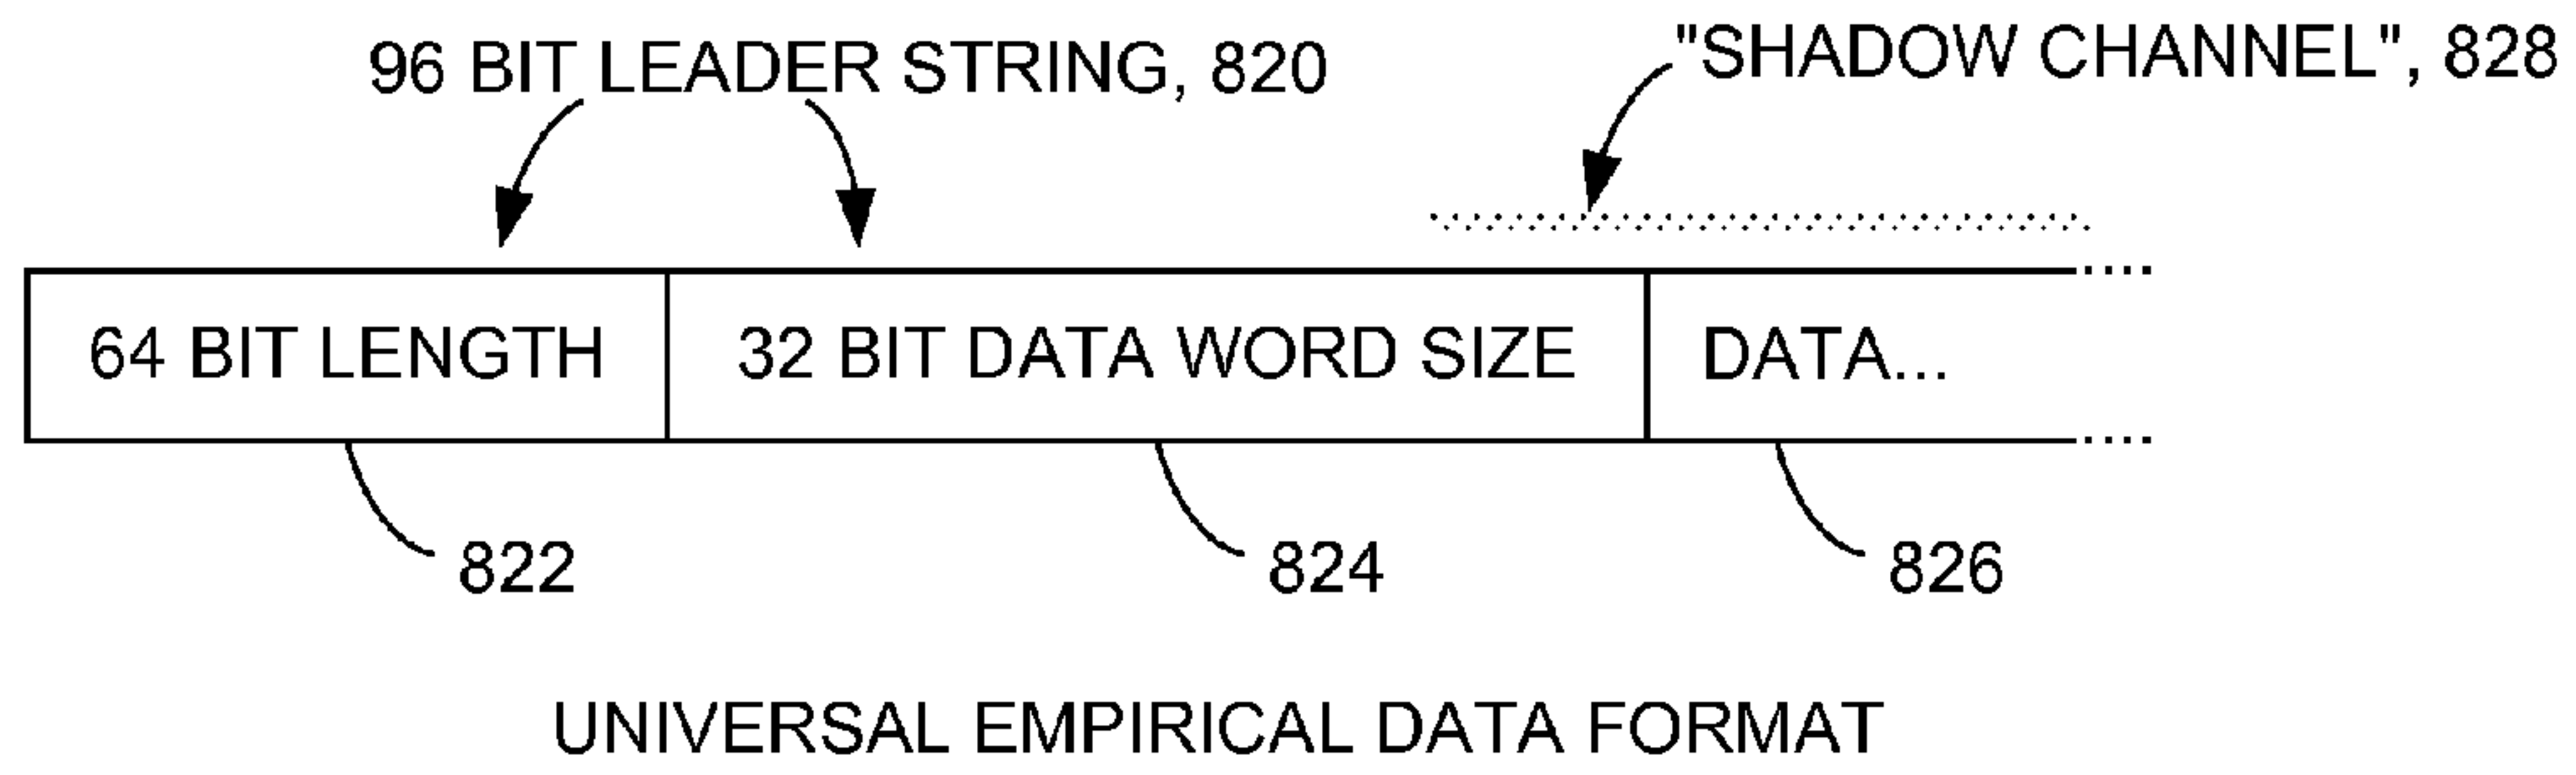 96 BIT LEADER STRING, 820
"SHADOW CHANNEL", 828
64 BIT LENGTH
32 BIT DATA WORD SIZE
DATA...
822
824
826
UNIVERSAL EMPIRICAL DATA FORMAT